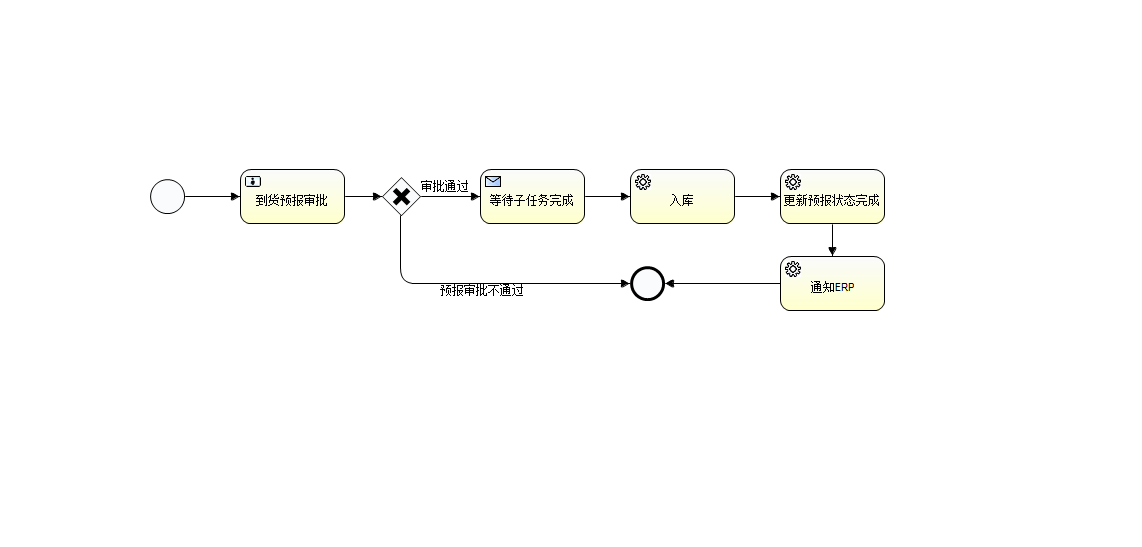 到货预报审批
审批通过
等待子任务完成
入库
更新预报状态完成
预报审批不通过
通知ERP